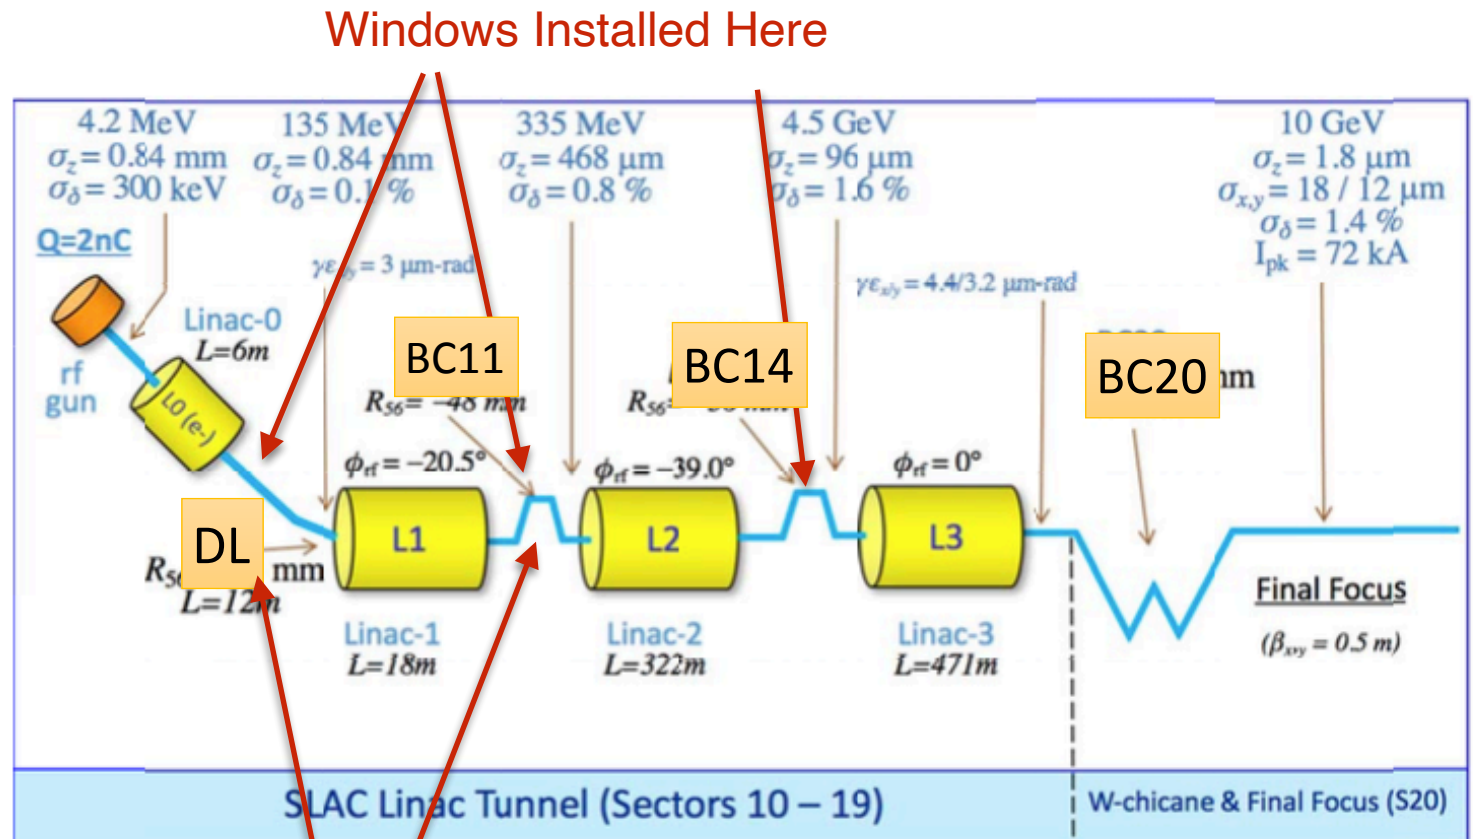 Windows Installed Here
4.2 MeV
σz = 0.84 mm
σδ = 300 keV
135 MeV
σz = 0.84 mm
σδ = 0.1 %
335 MeV
σz = 468 μm
σδ = 0.8 %
4.5 GeV
σz = 96 μm
σδ = 1.6 %
10 GeV
σz = 1.8 μm
σx,y = 18 / 12 μm
σδ = 1.4 %
Ipk = 72 kA
Q=2nC
= 3 μm-rad
γεx/y = 4.4/3.2 μm-rad
rf
gun
Linac-0
L=6m
L0 (e-)
BC11
R56= −48 mm
BC14
R56=
BC20
mm
ϕrf = −20.5°
ϕrf = −39.0°
ϕrf = 0°
DL
mm
L=12m
L1
L2
L3
Linac-1
L=18m
Linac-2
L=322m
Linac-3
L=471m
Final Focus
(βx,y = 0.5 m)
SLAC Linac Tunnel (Sectors 10 – 19)
W-chicane & Final Focus (S20)